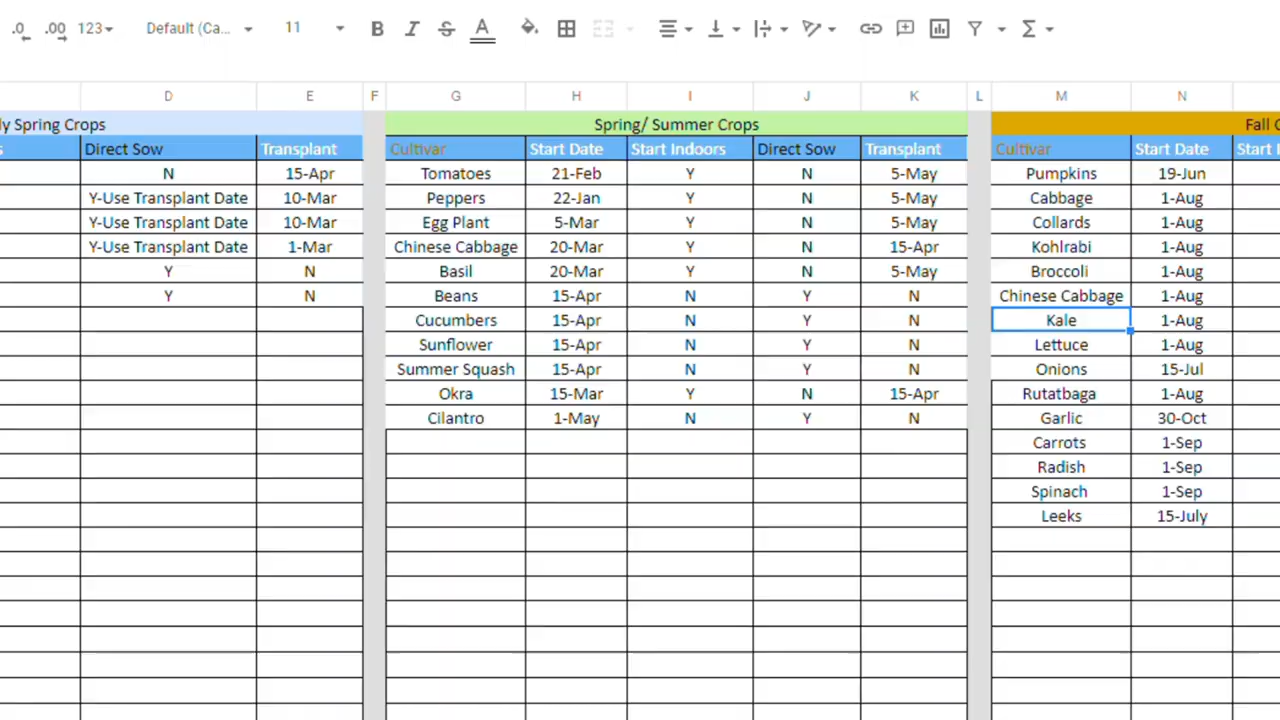 .0 .00 123 Default (Ca... 11 B I S A Σ
D E F G H I J K L M N
ly Spring Crops Spring/ Summer Crops Fall C
s Direct Sow Transplant Cultivar Start Date Start Indoors Direct Sow Transplant Cultivar Start Date Start I
N 15-Apr Tomatoes 21-Feb Y N 5-May Pumpkins 19-Jun
Y-Use Transplant Date 10-Mar Peppers 22-Jan Y N 5-May Cabbage 1-Aug
Y-Use Transplant Date 10-Mar Egg Plant 5-Mar Y N 5-May Collards 1-Aug
Y-Use Transplant Date 1-Mar Chinese Cabbage 20-Mar Y N 15-Apr Kohlrabi 1-Aug
Y N Basil 20-Mar Y N 5-May Broccoli 1-Aug
Y N Beans 15-Apr N Y N Chinese Cabbage 1-Aug
Cucumbers 15-Apr N Y N Kale 1-Aug
Sunflower 15-Apr N Y N Lettuce 1-Aug
Summer Squash 15-Apr N Y N Onions 15-Jul
Okra 15-Mar Y N 15-Apr Rutatbaga 1-Aug
Cilantro 1-May N Y N Garlic 30-Oct
Carrots 1-Sep
Radish 1-Sep
Spinach 1-Sep
Leeks 15-July